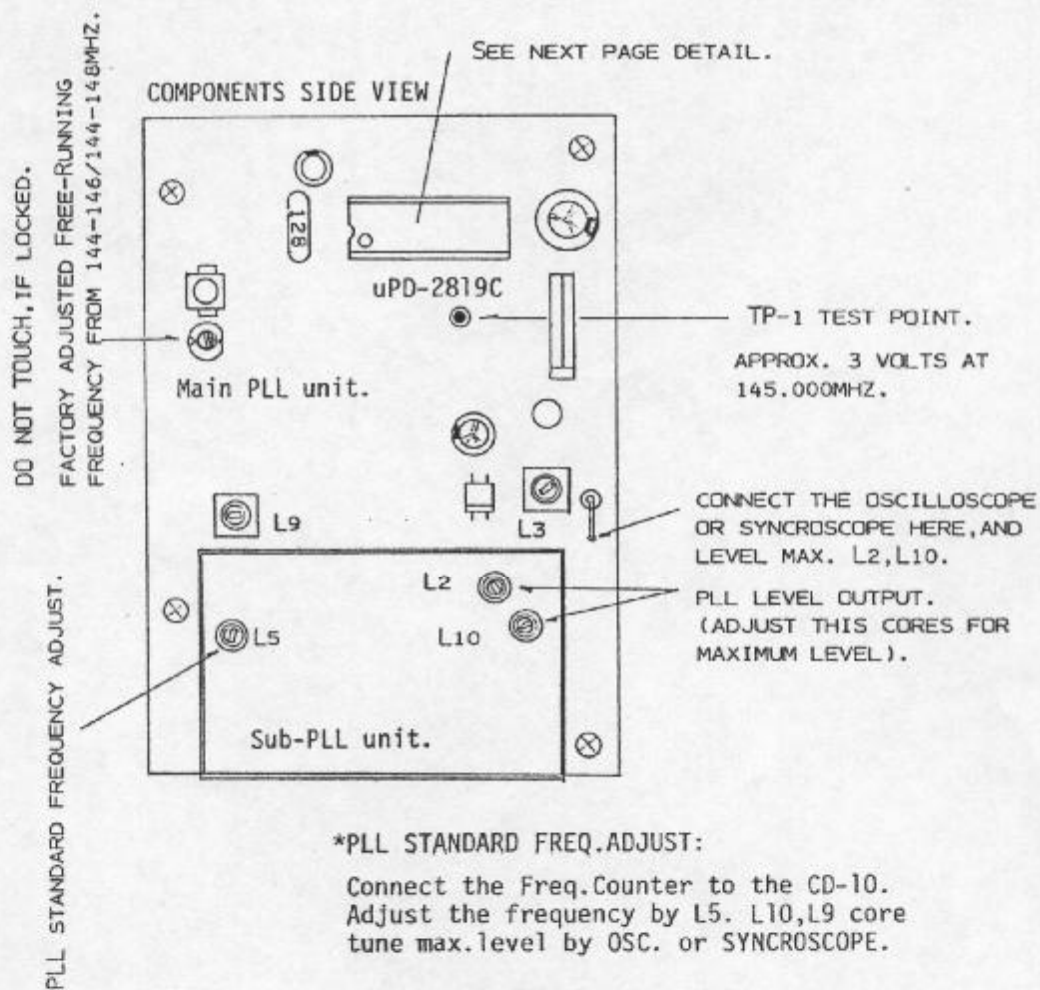 SEE NEXT PAGE DETAIL.
COMPONENTS SIDE VIEW
DO NOT TOUCH, IF LOCKED.
FACTORY ADJUSTED FREE-RUNNING
FREQUENCY FROM 144-146/144-148MHZ.
128
uPD-2819C
TP-1 TEST POINT.
APPROX. 3 VOLTS AT
145.000MHZ.
Main PLL unit.
L9
L3
CONNECT THE OSCILLOSCOPE
OR SYNCROSCOPE HERE,AND
LEVEL MAX. L2,L10.
L2
L5
L10
PLL LEVEL OUTPUT.
(ADJUST THIS CORES FOR
MAXIMUM LEVEL).
Sub-PLL unit.
PLL STANDARD FREQUENCY ADJUST.
*PLL STANDARD FREQ.ADJUST:
Connect the Freq.Counter to the CD-10.
Adjust the frequency by L5. L10,L9 core
tune max.level by OSC. or SYNCROSCOPE.